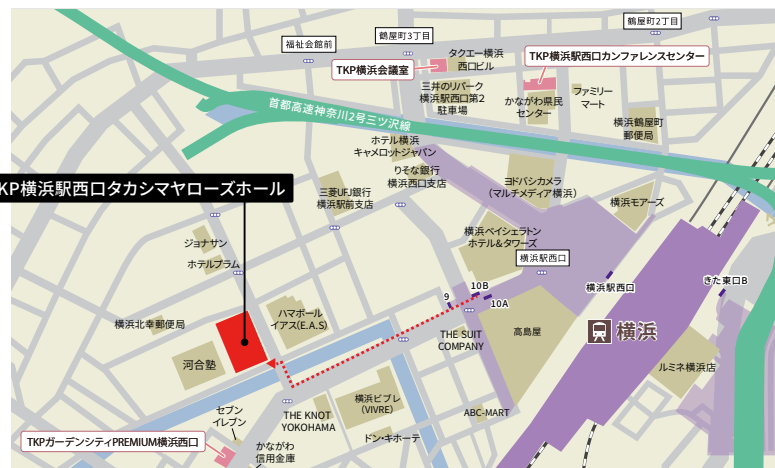 鶴屋町2丁目
鶴屋町3丁目
福祉会館前
タクエー横浜
西口ビル
TKP横浜駅西口カンファレンスセンター
TKP横浜会議室
三井のリパーク
横浜駅西口第2
駐車場
かながわ県民
センター
ファミリー
マート
首都高速神奈川2号三ツ沢線
横浜鶴屋町
郵便局
ホテル横浜
キャメロットジャパン
りそな銀行
横浜西口支店
ヨドバシカメラ
(マルチメディア横浜)
KP横浜駅西口タカシマヤローズホール
三菱UFJ銀行
横浜駅前支店
横浜モアーズ
横浜ベイシェラトン
ホテル&タワーズ
ジョナサン
ホテルプラム
横浜駅西口
きた東口B
横浜駅西口
10B
9
10A
横浜北幸郵便局
ハマボール
イアス(E.A.S)
THE SUIT
COMPANY
高島屋
横浜
河合塾
ルミネ横浜店
横浜ビブレ
(VIVRE)
セブン
イレブン
THE KNOT
YOKOHAMA
ABC-MART
ドン・キホーテ
TKPガーデンシティPREMIUM横浜西口
かながわ
信用金庫